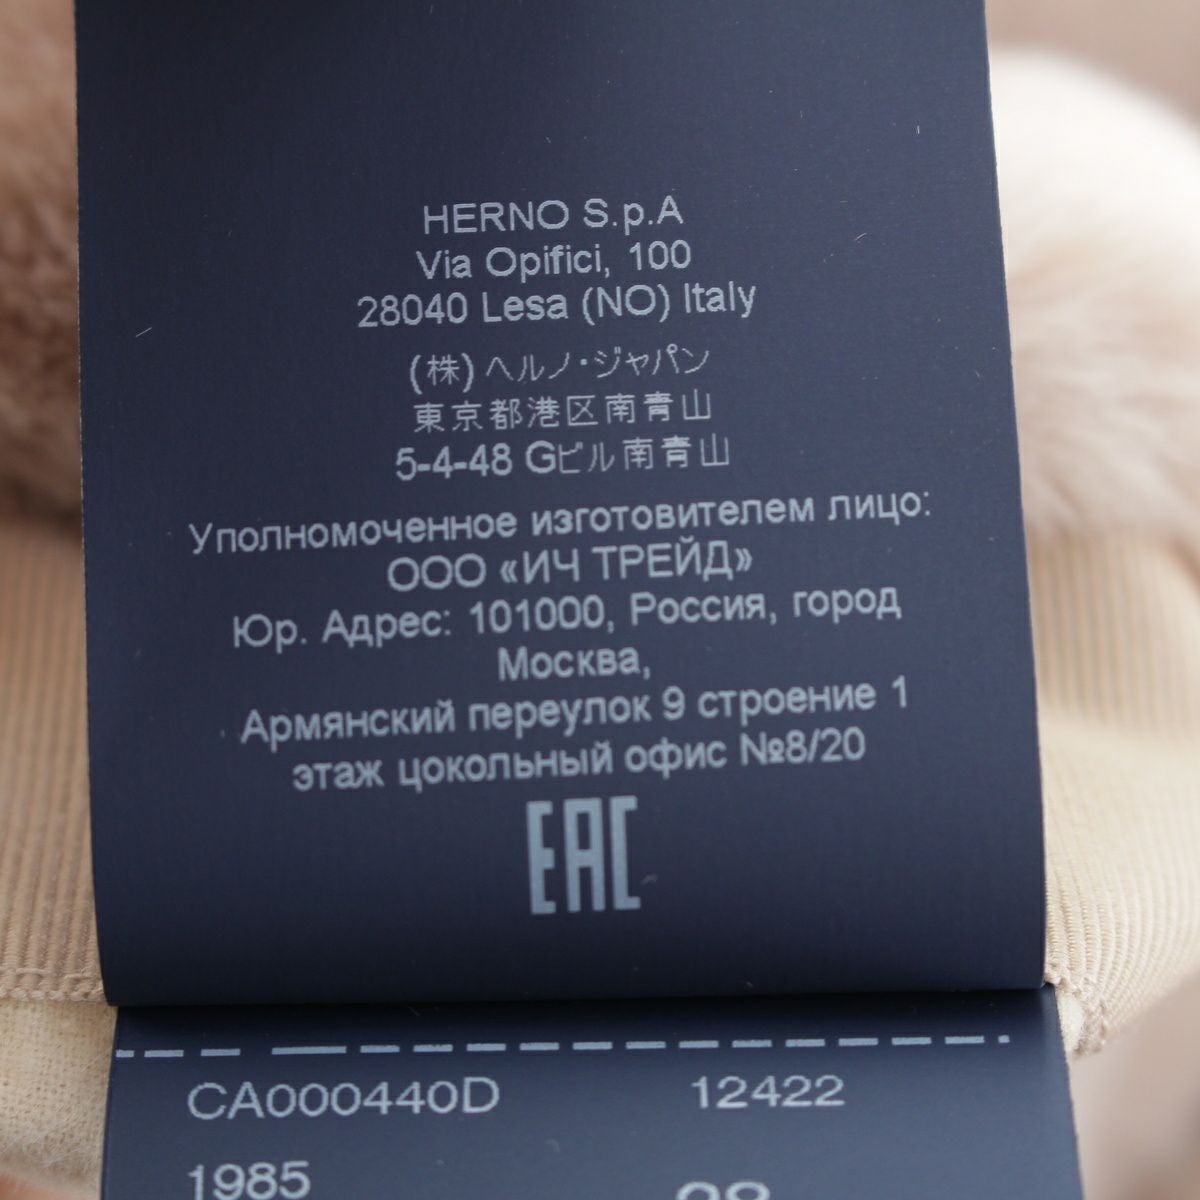 HERNO S.p.A
Via Opifici, 100
28040 Lesa (NO) Italy
(株) ヘルノ・ジャパン
東京都港区南青山
5-4-48 Gビル南青山
Уполномоченное изготовителем лицо:
ООО «ИЧ ТРЕЙД»
Юр. Адрес: 101000, Россия, город
Москва,
Армянский переулок 9 строение 1
этаж цокольный офис №8/20
EAC
CA000440D 12422
1985